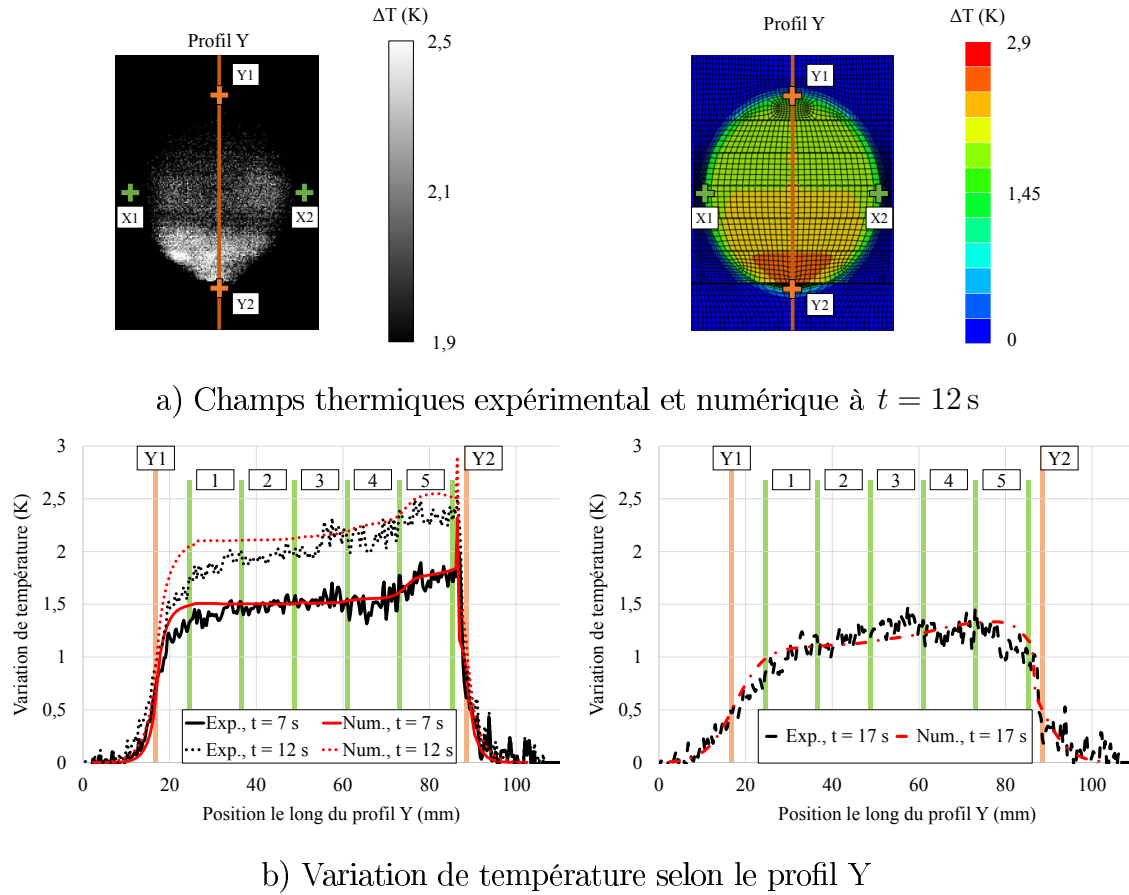 ΔT (K)
Profil Y
2,5
2,1
1,9
Y1
X1
X2
Y2
ΔT (K)
Profil Y
2,9
1,45
0
Y1
X1
X2
Y2
a) Champs thermiques expérimental et numérique à t = 12 s
Variation de température (K)
3
2,5
2
1,5
1
0,5
0
Y1
1
2
3
4
5
Y2
Exp., t = 7 s
Num., t = 7 s
Exp., t = 12 s
Num., t = 12 s
0
20
40
60
80
100
Position le long du profil Y (mm)
Variation de température (K)
3
2,5
2
1,5
1
0,5
0
Y1
1
2
3
4
5
Y2
Exp., t = 17 s
Num., t = 17 s
0
20
40
60
80
100
Position le long du profil Y (mm)
b) Variation de température selon le profil Y